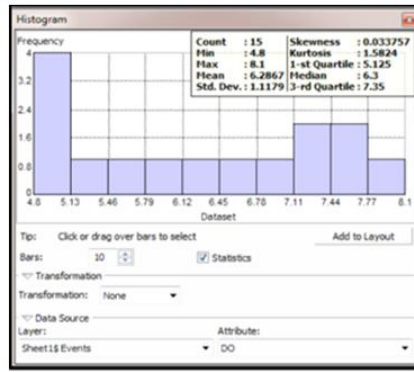 Histogram
Frequency
Count : 15 Skewness : 0.033757
Min : 4.8 Kurtosis : 1.5824
Max : 8.1 1-st Quartile : 5.125
Mean : 6.2867 Median : 6.3
Std. Dev. : 1.1179 3-rd Quartile : 7.35
4
3.2
2.4
1.6
0.8
0
4.8 5.13 5.46 5.79 6.12 6.45 6.78 7.11 7.44 7.77 8.1
Dataset
Tip: Click or drag over bars to select Add to Layout
Bars: 10 Statistics
Transformation
Transformation: None
Data Source
Layer: Attribute:
Sheet1$ Events DO